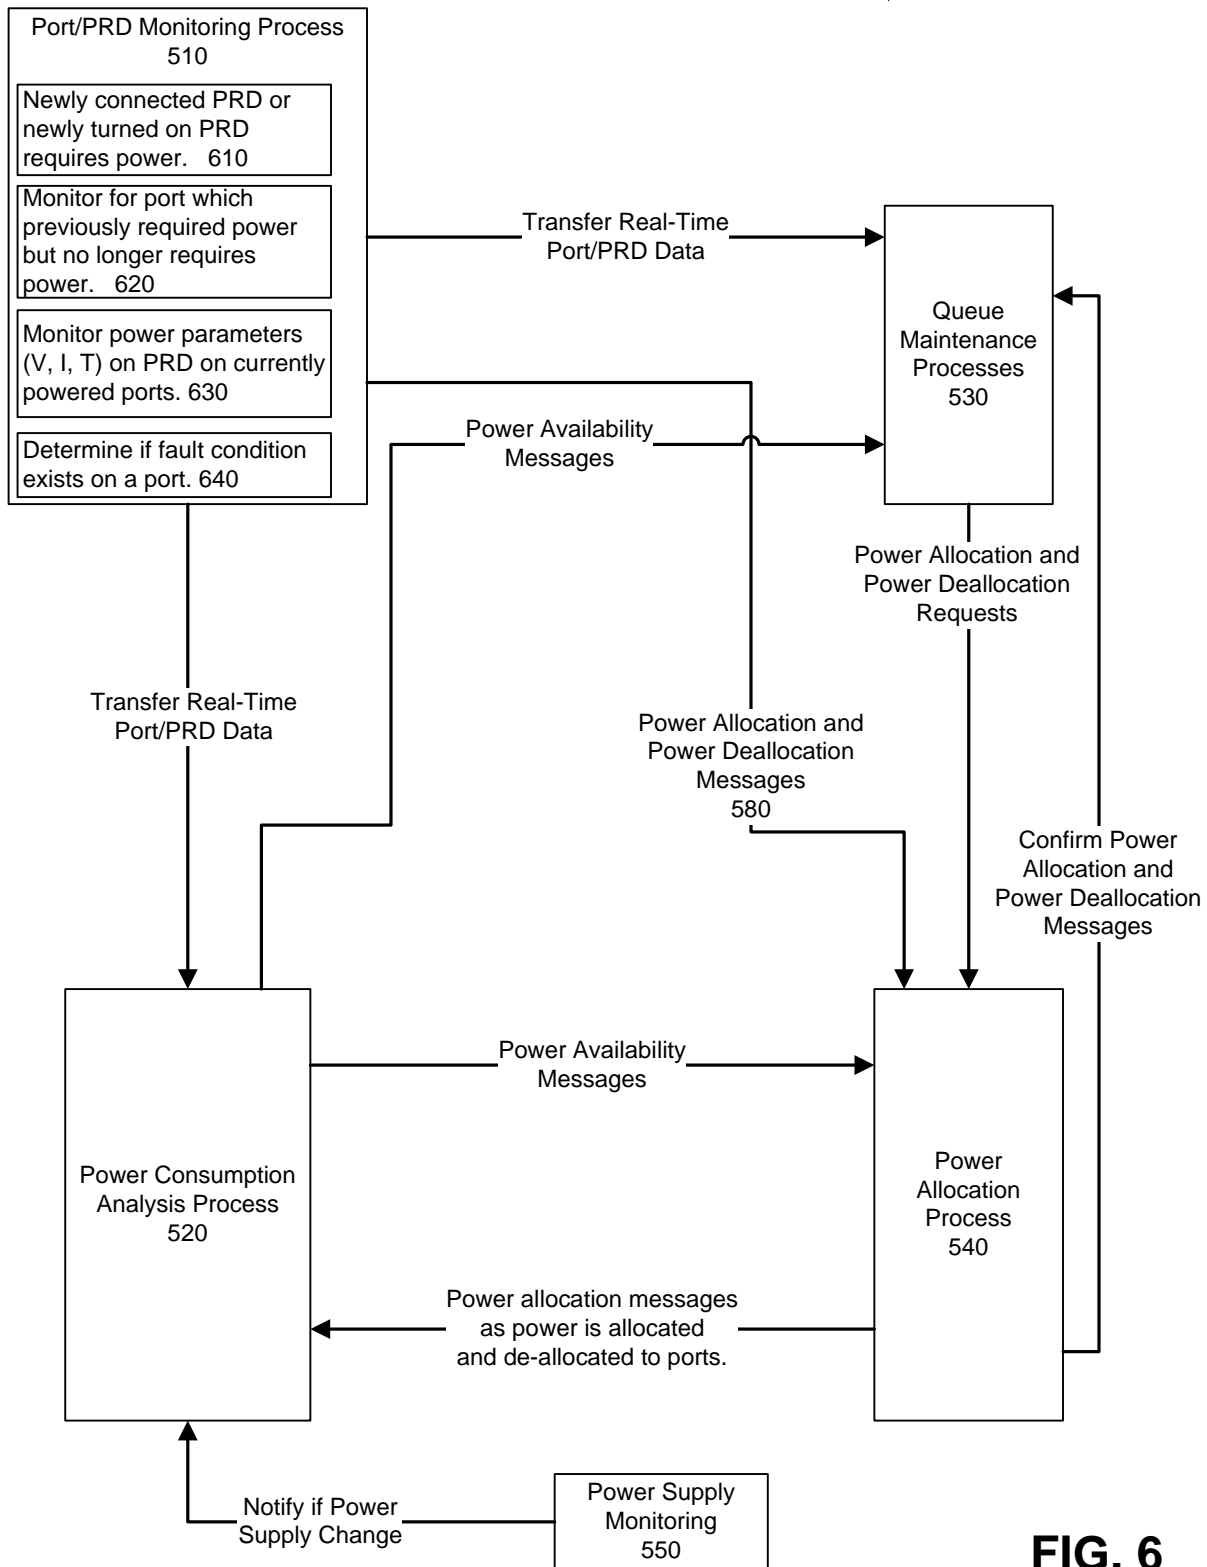 Port/PRD Monitoring Process
510
Newly connected PRD or
newly turned on PRD
requires power. 610
Monitor for port which
previously required power
but no longer requires
power. 620
Monitor power parameters
(V, I, T) on PRD on currently
powered ports. 630
Determine if fault condition
exists on a port. 640
Transfer Real-Time
Port/PRD Data
Queue
Maintenance
Processes
530
Power Availability
Messages
Power Allocation and
Power Deallocation
Requests
Transfer Real-Time
Port/PRD Data
Power Allocation and
Power Deallocation
Messages
580
Confirm Power
Allocation and
Power Deallocation
Messages
Power Availability
Messages
Power Consumption
Analysis Process
520
Power
Allocation
Process
540
Power allocation messages
as power is allocated
and de-allocated to ports.
Notify if Power
Supply Change
Power Supply
Monitoring
550
FIG. 6